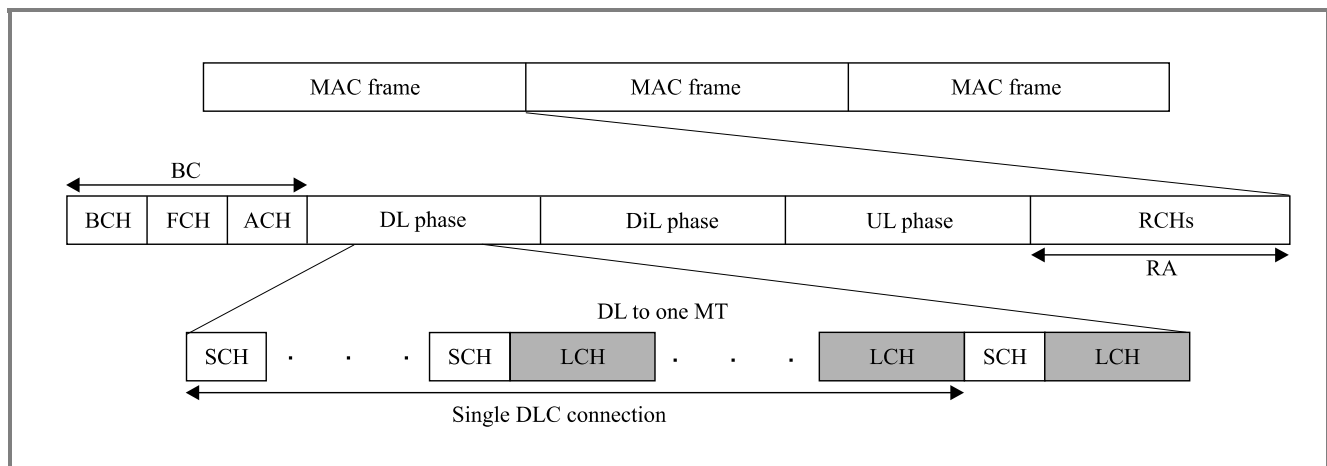 MAC frame MAC frame MAC frame
BC
BCH FCH ACH DL phase DiL phase UL phase RCHs
RA
DL to one MT
SCH . . . SCH LCH . . . LCH SCH LCH
Single DLC connection